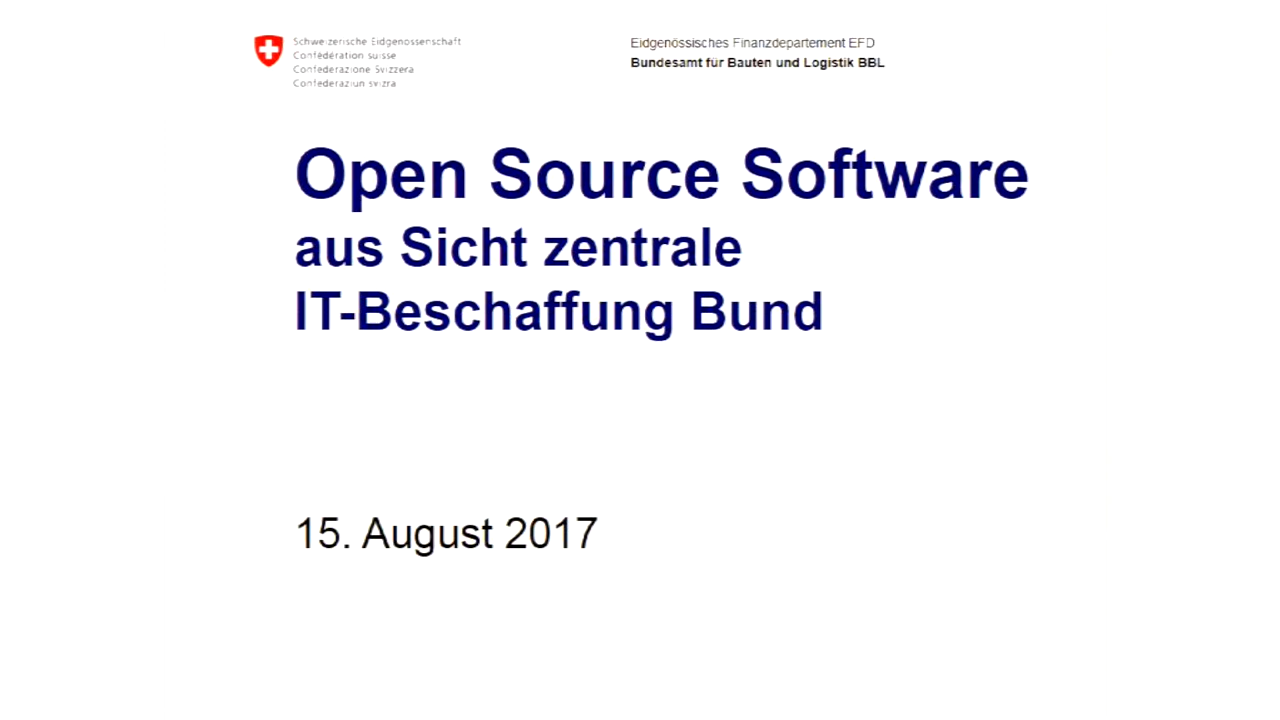 Schweizerische Eidgenossenschaft
Confédération suisse
Confederazione Svizzera
Confederaziun svizra
Eidgenössisches Finanzdepartement EFD
Bundesamt für Bauten und Logistik BBL
Open Source Software
aus Sicht zentrale
IT-Beschaffung Bund
15. August 2017